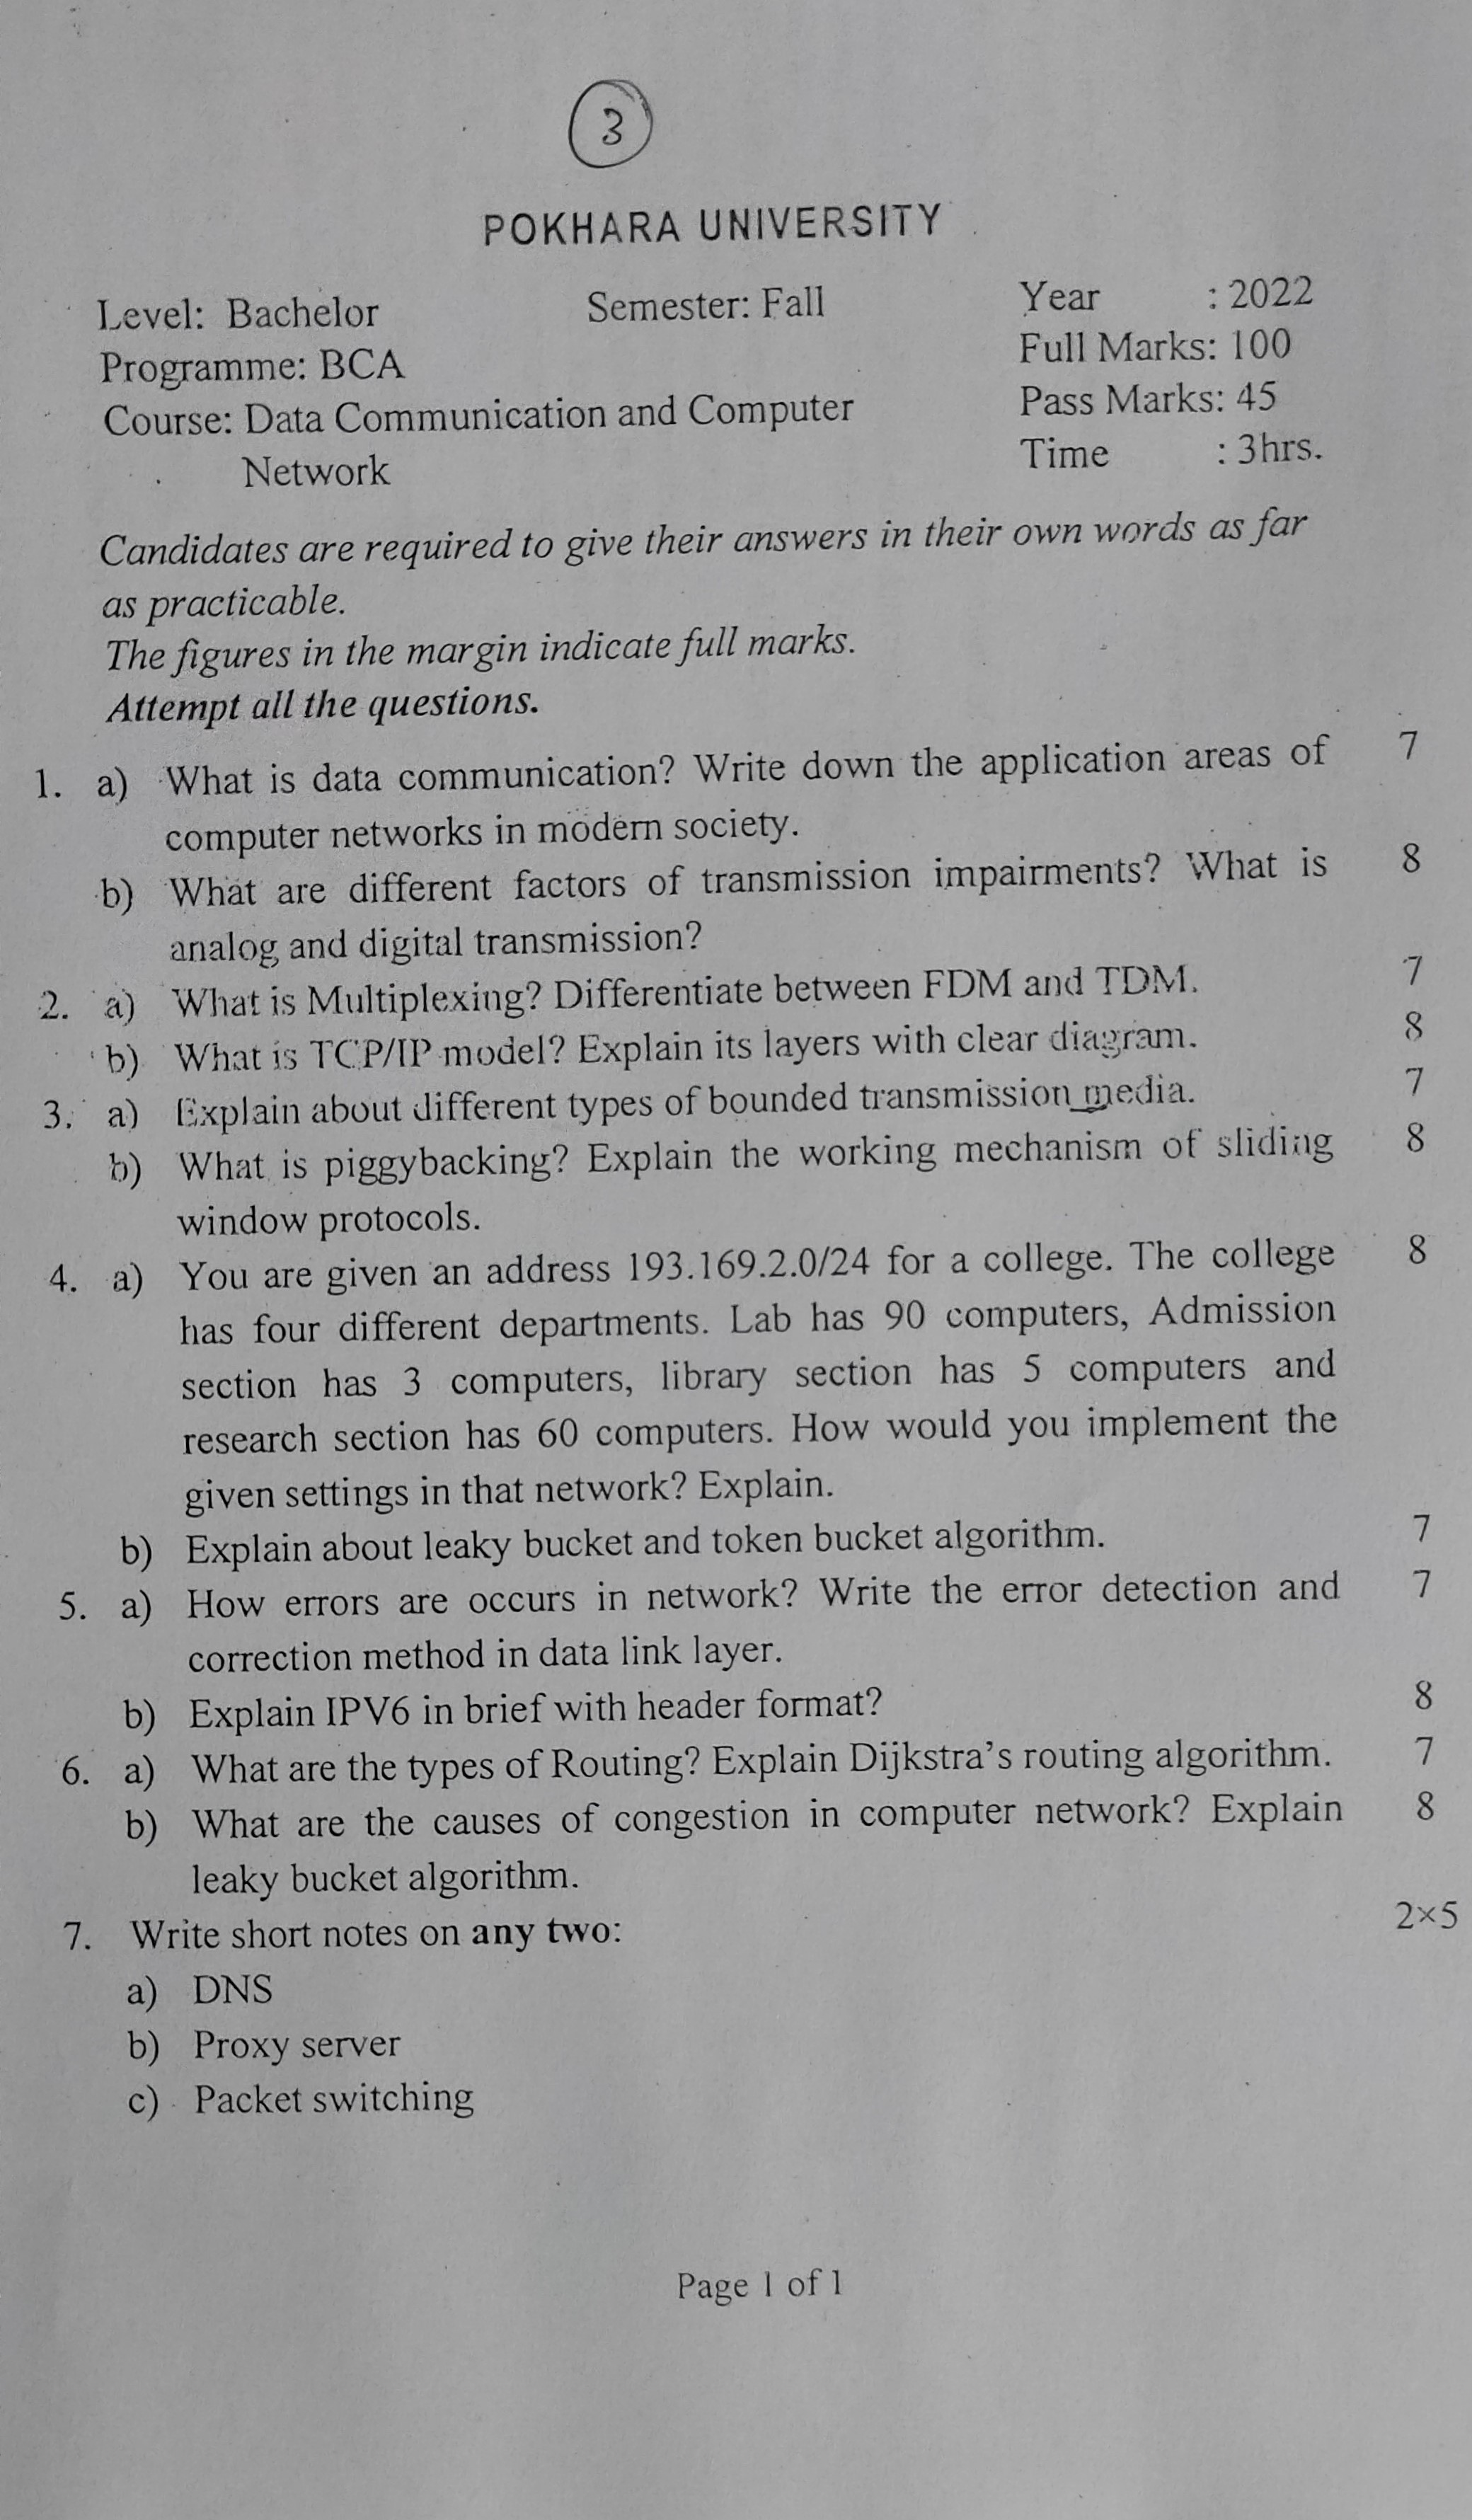 3
POKHARA UNIVERSITY
Level: Bachelor Semester: Fall Year : 2022
Programme: BCA Full Marks: 100
Course: Data Communication and Computer Pass Marks: 45
Network Time : 3hrs.
Candidates are required to give their answers in their own words as far
as practicable.
The figures in the margin indicate full marks.
Attempt all the questions.
1. a) What is data communication? Write down the application areas of 7
computer networks in modern society.
b) What are different factors of transmission impairments? What is 8
analog and digital transmission?
2. a) What is Multiplexing? Differentiate between FDM and TDM. 7
b) What is TCP/IP model? Explain its layers with clear diagram. 8
3. a) Explain about different types of bounded transmission media. 7
b) What is piggybacking? Explain the working mechanism of sliding 8
window protocols.
4. a) You are given an address 193.169.2.0/24 for a college. The college 8
has four different departments. Lab has 90 computers, Admission
section has 3 computers, library section has 5 computers and
research section has 60 computers. How would you implement the
given settings in that network? Explain.
b) Explain about leaky bucket and token bucket algorithm. 7
5. a) How errors are occurs in network? Write the error detection and 7
correction method in data link layer.
b) Explain IPV6 in brief with header format? 8
6. a) What are the types of Routing? Explain Dijkstra’s routing algorithm. 7
b) What are the causes of congestion in computer network? Explain 8
leaky bucket algorithm.
7. Write short notes on any two: 2×5
a) DNS
b) Proxy server
c) Packet switching
Page 1 of 1